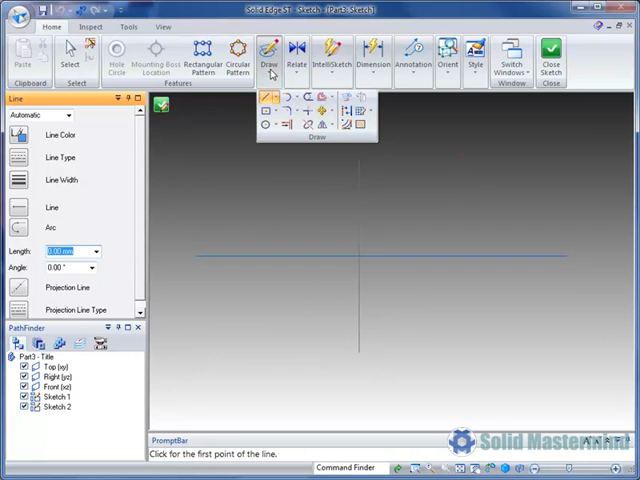 Solid Edge ST - Sketch - [Part3:Sketch]
Home Inspect Tools View
Paste
Select
Hole Circle
Mounting Boss Location
Rectangular Pattern
Circular Pattern
Draw
Relate
IntelliSketch
Dimension
Annotation
Orient
Style
Switch Windows
Close Sketch
Clipboard Select Features Window Close
Draw
Line
Automatic
Line Color
Line Type
Line Width
Line
Arc
Length: 0.00 mm
Angle: 0.00 °
Projection Line
Projection Line Type
PathFinder
Part3 - Title
Top (xy)
Right (yz)
Front (xz)
Sketch 1
Sketch 2
PromptBar
Click for the first point of the line.
Solid Mastermind
Command Finder